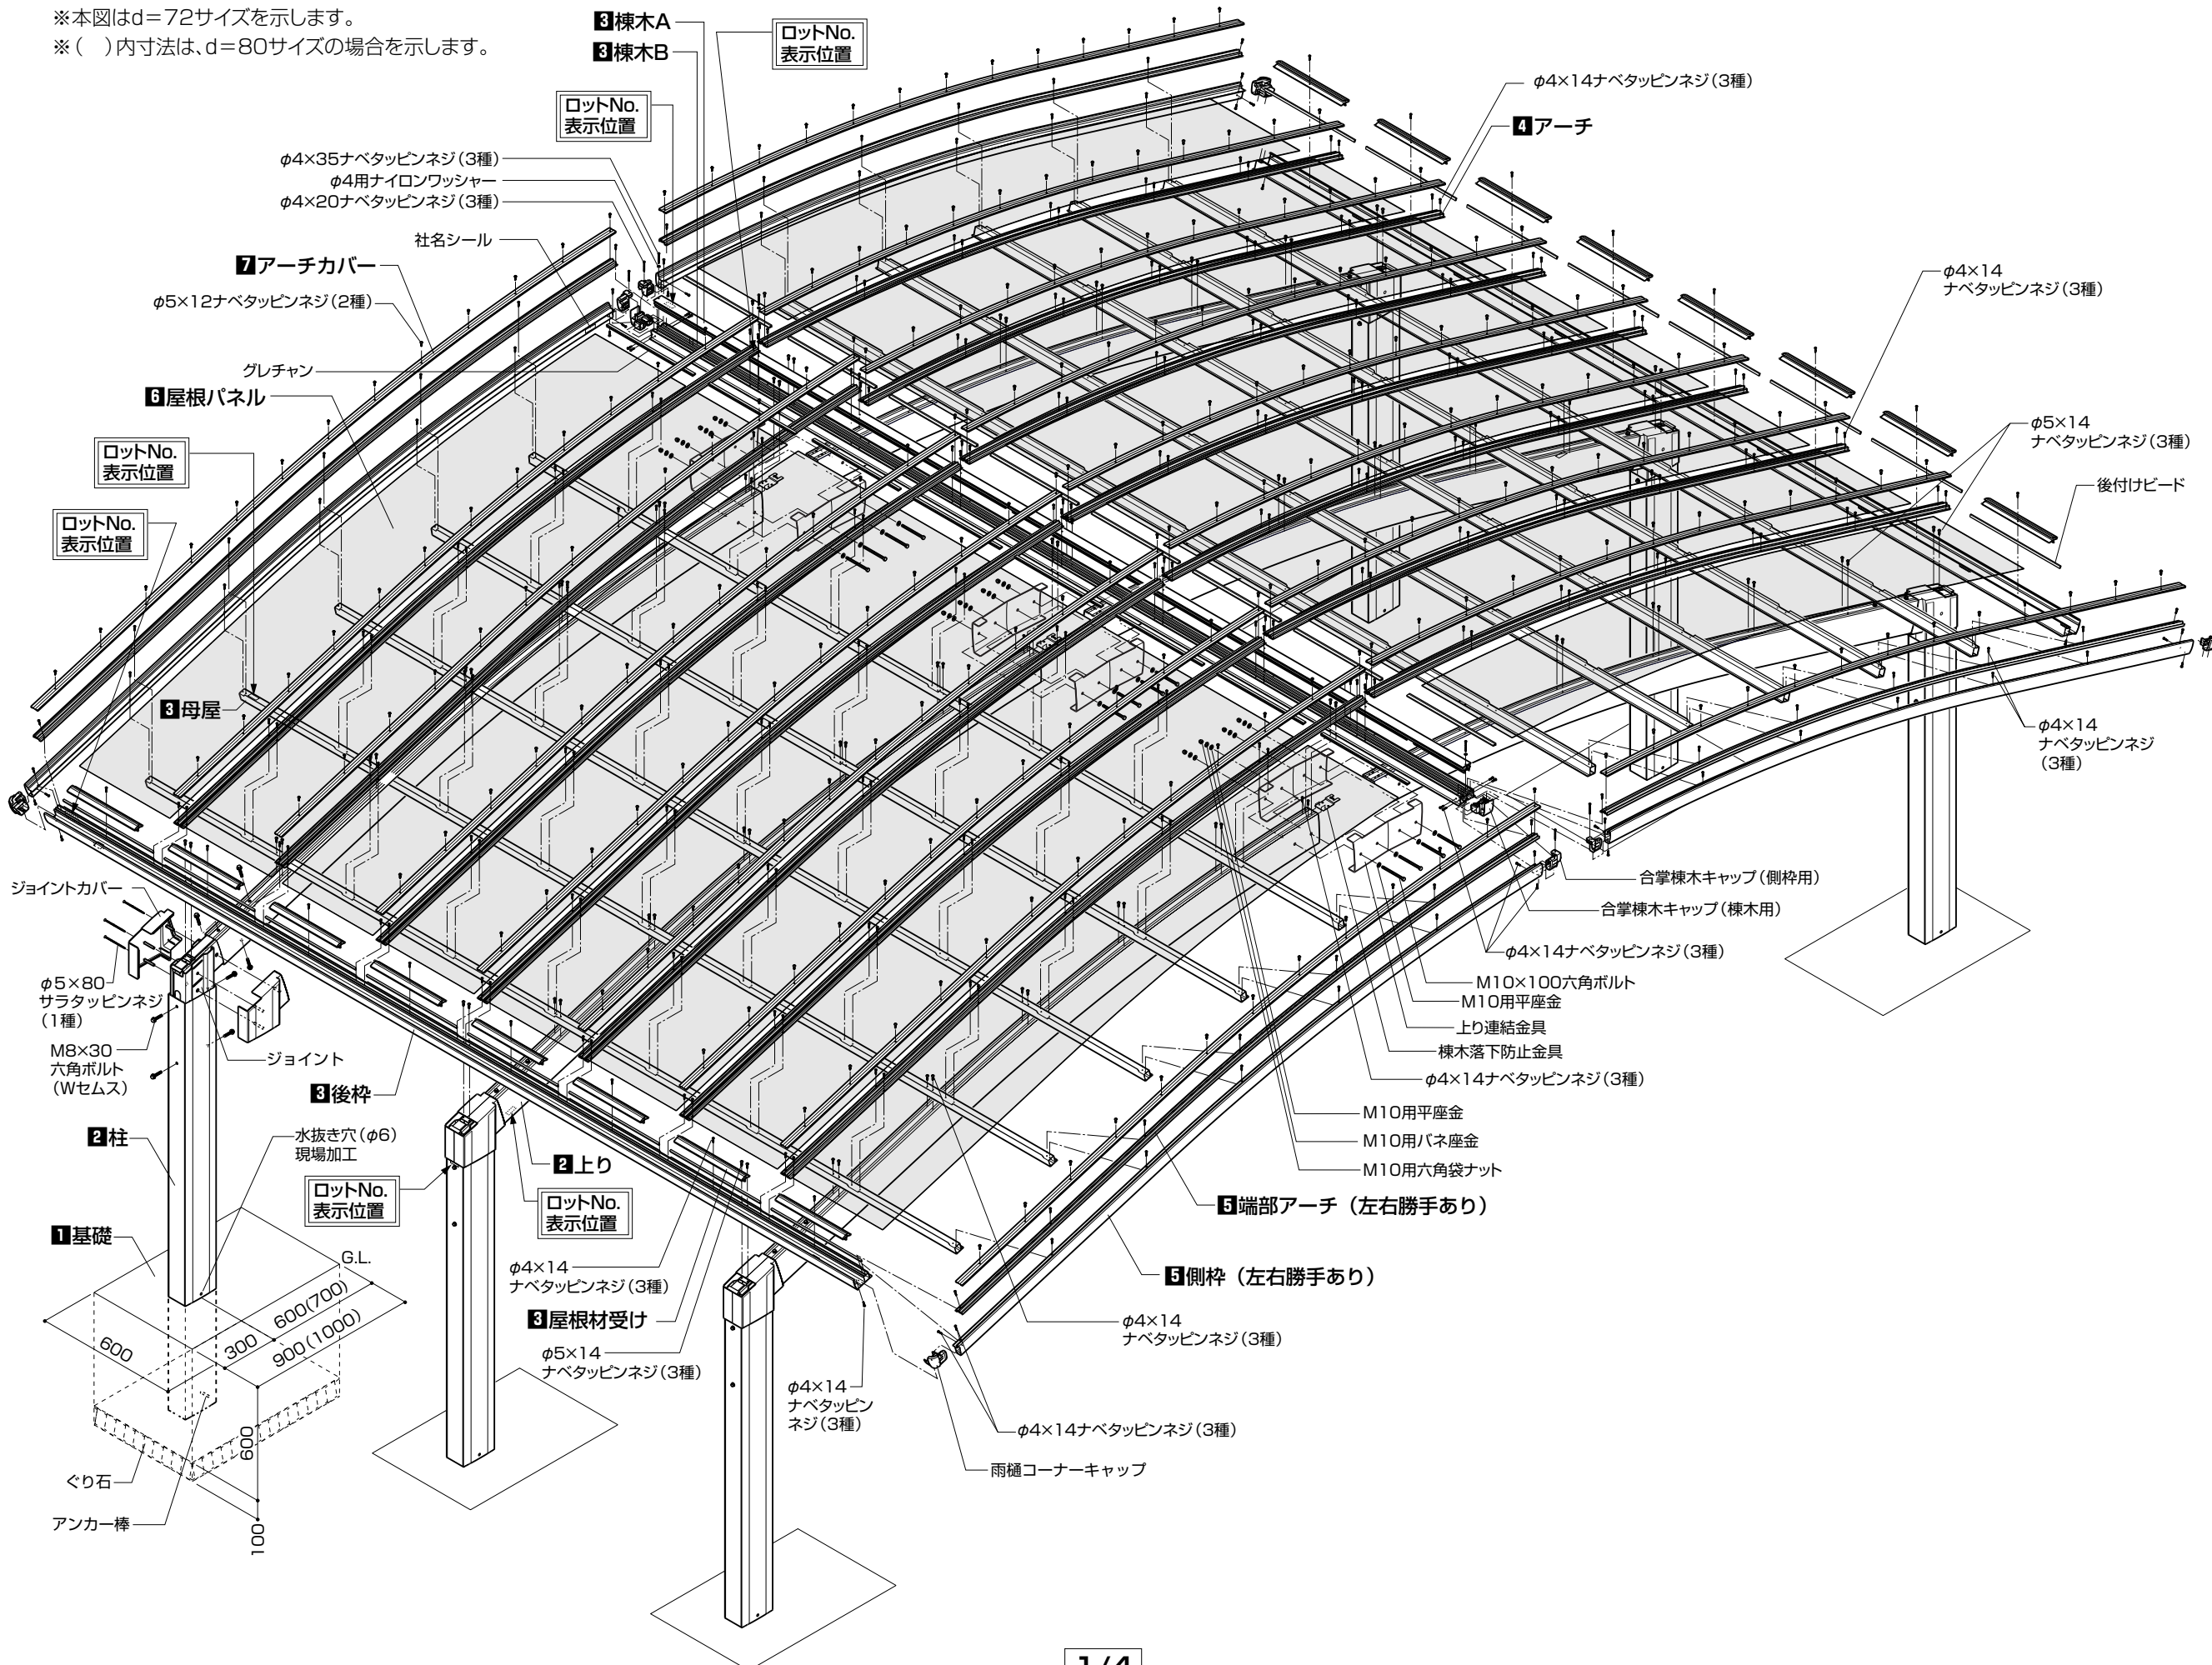 ※本図はd=72サイズを示します。
※(　)内寸法は、d=80サイズの場合を示します。
3棟木A
3棟木B
ロットNo.
表示位置
ロットNo.
表示位置
φ4×14ナベタッピンネジ(3種)
4アーチ
φ4×35ナベタッピンネジ(3種)
φ4用ナイロンワッシャー
φ4×20ナベタッピンネジ(3種)
社名シール
7アーチカバー
φ5×12ナベタッピンネジ(2種)
φ4×14
ナベタッピンネジ(3種)
グレチャン
6屋根パネル
ロットNo.
表示位置
φ5×14
ナベタッピンネジ(3種)
後付けビード
ロットNo.
表示位置
3母屋
φ4×14
ナベタッピンネジ
(3種)
ジョイントカバー
合掌棟木キャップ(側枠用)
合掌棟木キャップ(棟木用)
φ4×14ナベタッピンネジ(3種)
φ5×80
サラタッピンネジ
(1種)
M10×100六角ボルト
M10用平座金
上り連結金具
棟木落下防止金具
φ4×14ナベタッピンネジ(3種)
M8×30
六角ボルト
(Wセムス)
ジョイント
3後枠
M10用平座金
M10用バネ座金
M10用六角袋ナット
2柱
水抜き穴(φ6)
現場加工
2上り
ロットNo.
表示位置
ロットNo.
表示位置
5端部アーチ(左右勝手あり)
1基礎
G.L.
φ4×14
ナベタッピンネジ(3種)
5側枠(左右勝手あり)
3屋根材受け
φ4×14
ナベタッピンネジ(3種)
600
300
600(700)
900(1000)
φ5×14
ナベタッピンネジ(3種)
φ4×14
ナベタッピン
ネジ(3種)
φ4×14ナベタッピンネジ(3種)
600
雨樋コーナーキャップ
ぐり石
アンカー棒
100
1/4